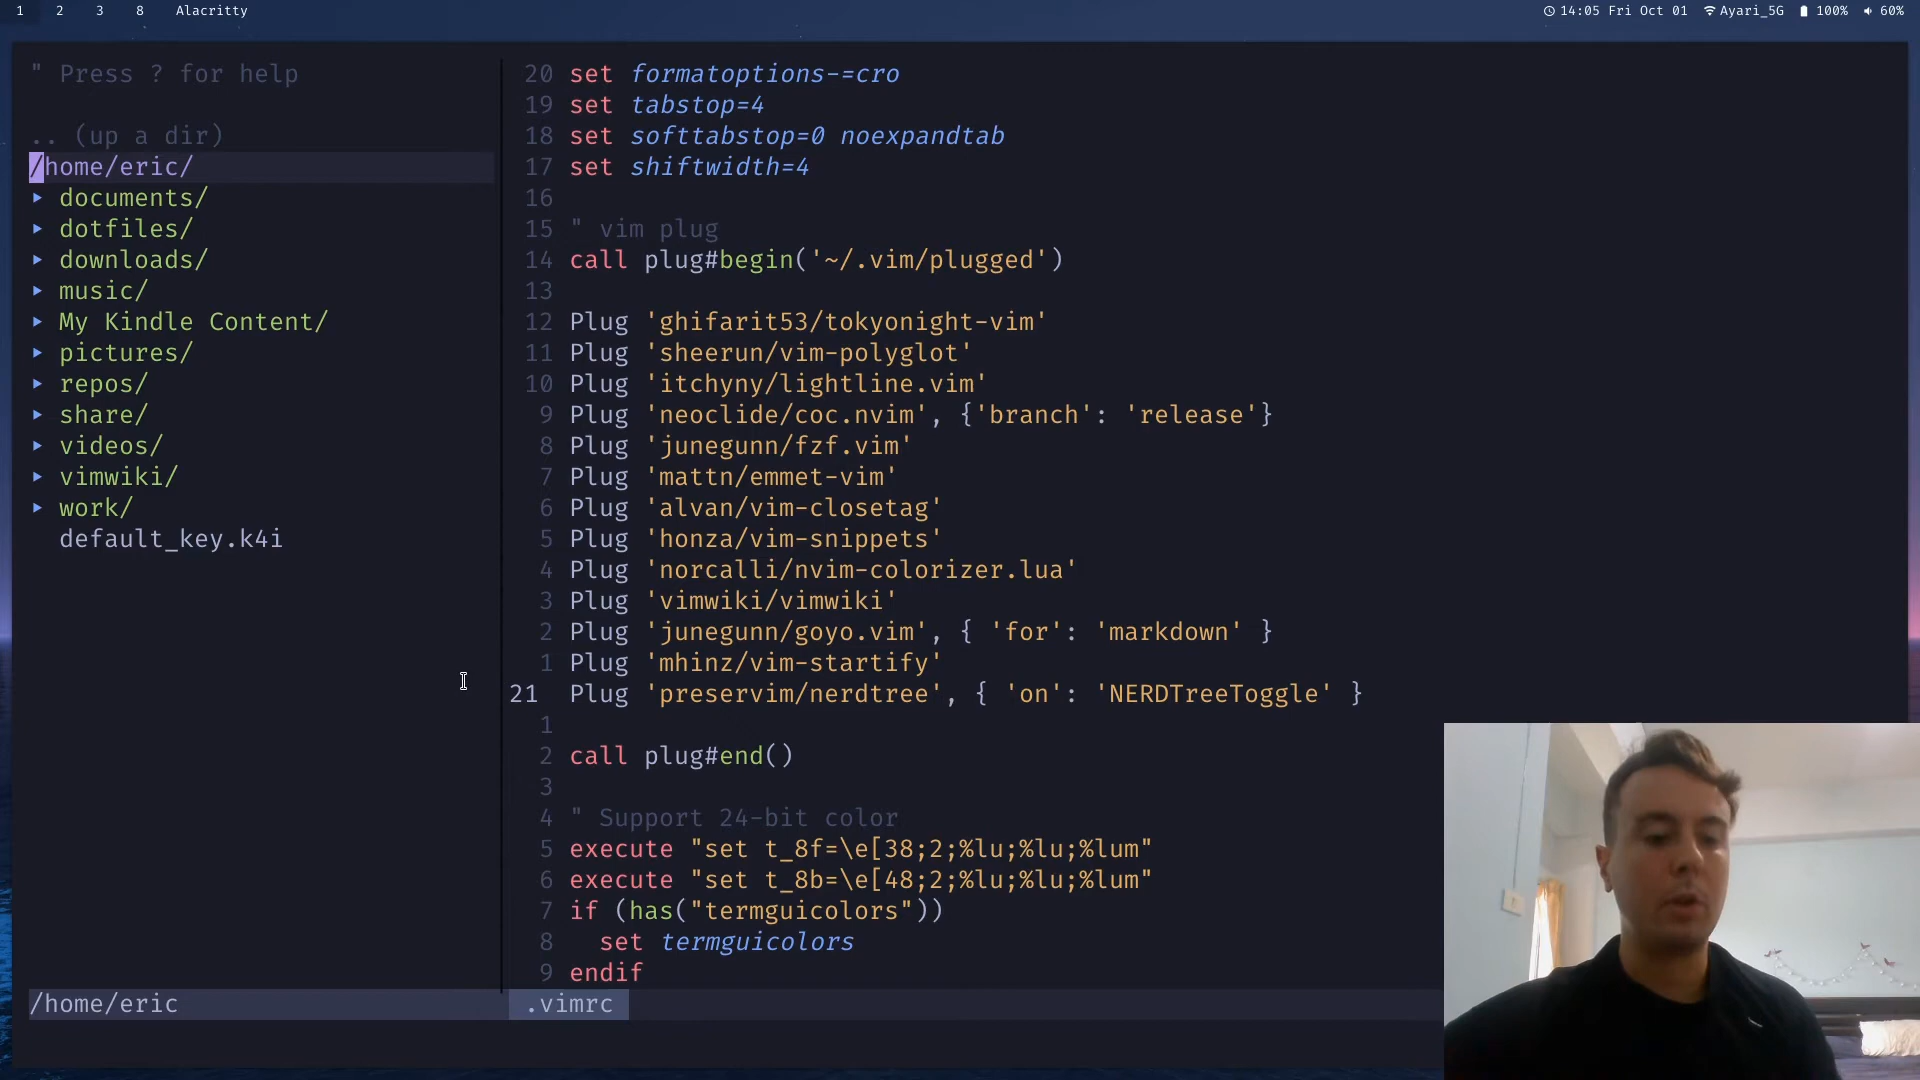 1 2 3 8 Alacritty
14:05 Fri Oct 01 Ayari_5G 100% 60%
" Press ? for help
.. (up a dir)
/home/eric/
▸ documents/
▸ dotfiles/
▸ downloads/
▸ music/
▸ My Kindle Content/
▸ pictures/
▸ repos/
▸ share/
▸ videos/
▸ vimwiki/
▸ work/
default_key.k4i
/home/eric
20 set formatoptions-=cro
19 set tabstop=4
18 set softtabstop=0 noexpandtab
17 set shiftwidth=4
16
15 " vim plug
14 call plug#begin('~/.vim/plugged')
13
12 Plug 'ghifarit53/tokyonight-vim'
11 Plug 'sheerun/vim-polyglot'
10 Plug 'itchyny/lightline.vim'
9 Plug 'neoclide/coc.nvim', {'branch': 'release'}
8 Plug 'junegunn/fzf.vim'
7 Plug 'mattn/emmet-vim'
6 Plug 'alvan/vim-closetag'
5 Plug 'honza/vim-snippets'
4 Plug 'norcalli/nvim-colorizer.lua'
3 Plug 'vimwiki/vimwiki'
2 Plug 'junegunn/goyo.vim', { 'for': 'markdown' }
1 Plug 'mhinz/vim-startify'
21 Plug 'preservim/nerdtree', { 'on': 'NERDTreeToggle' }
1
2 call plug#end()
3
4 " Support 24-bit color
5 execute "set t_8f=\e[38;2;%lu;%lu;%lum"
6 execute "set t_8b=\e[48;2;%lu;%lu;%lum"
7 if (has("termguicolors"))
8 set termguicolors
9 endif
.vimrc